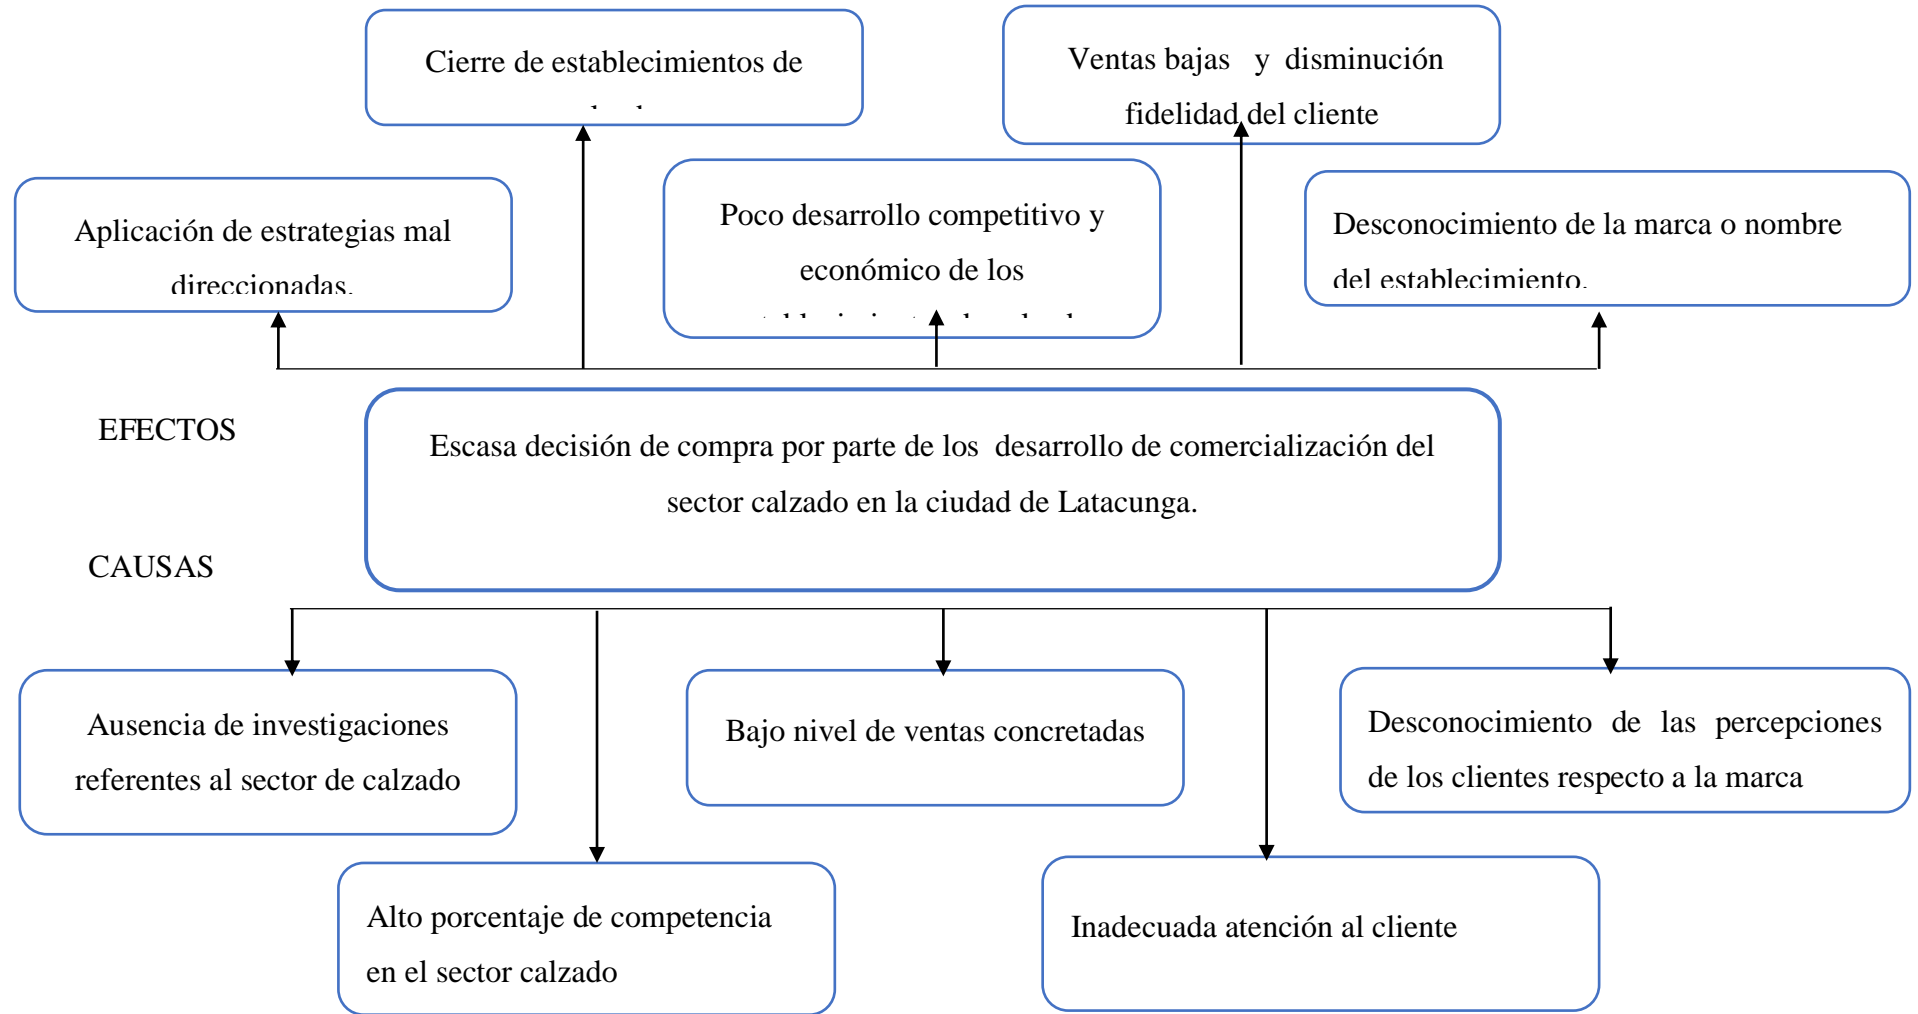 Cierre de establecimientos de
Ventas bajas y disminución
fidelidad del cliente
Aplicación de estrategias mal
direccionadas.
Poco desarrollo competitivo y
económico de los
Desconocimiento de la marca o nombre
del establecimiento.
EFECTOS
Escasa decisión de compra por parte de los desarrollo de comercialización del
sector calzado en la ciudad de Latacunga.
CAUSAS
Ausencia de investigaciones
referentes al sector de calzado
Bajo nivel de ventas concretadas
Desconocimiento de las percepciones
de los clientes respecto a la marca
Alto porcentaje de competencia
en el sector calzado
Inadecuada atención al cliente